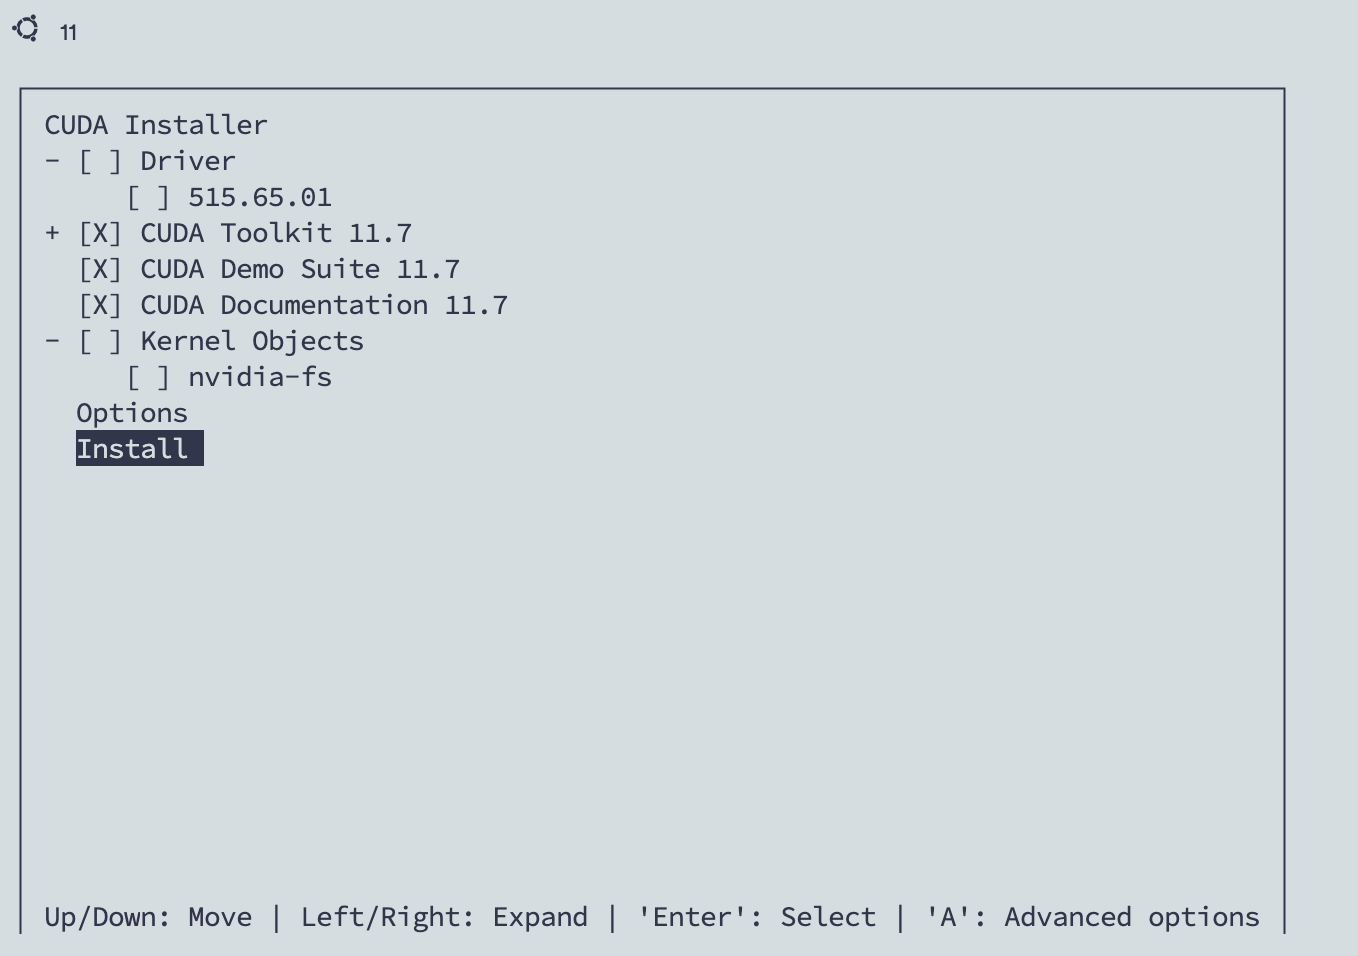 11
CUDA Installer
- [ ] Driver
[ ] 515.65.01
+ [X] CUDA Toolkit 11.7
[X] CUDA Demo Suite 11.7
[X] CUDA Documentation 11.7
- [ ] Kernel Objects
[ ] nvidia-fs
Options
Install
Up/Down: Move | Left/Right: Expand | 'Enter': Select | 'A': Advanced options